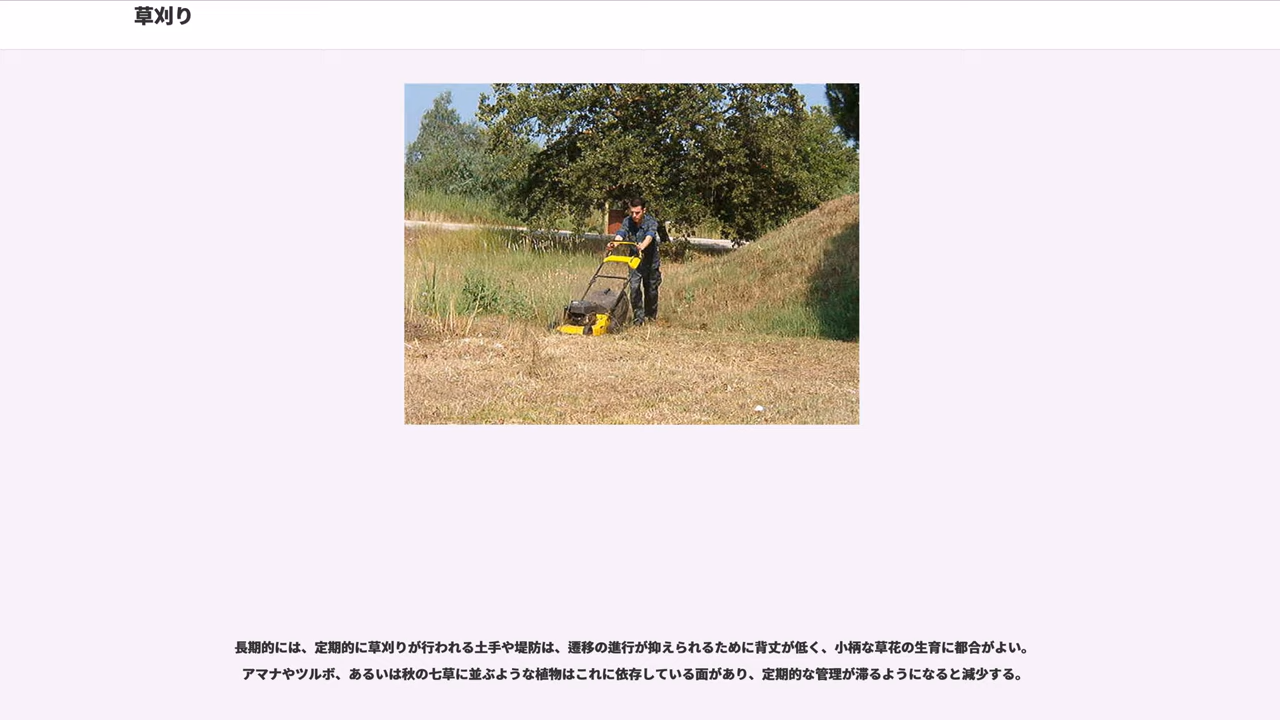 草刈り
長期的には、定期的に草刈りが行われる土手や堤防は、遷移の進行が抑えられるために背丈が低く、小柄な草花の生育に都合がよい。
アマナやツルボ、あるいは秋の七草に並ぶような植物はこれに依存している面があり、定期的な管理が滞るようになると減少する。